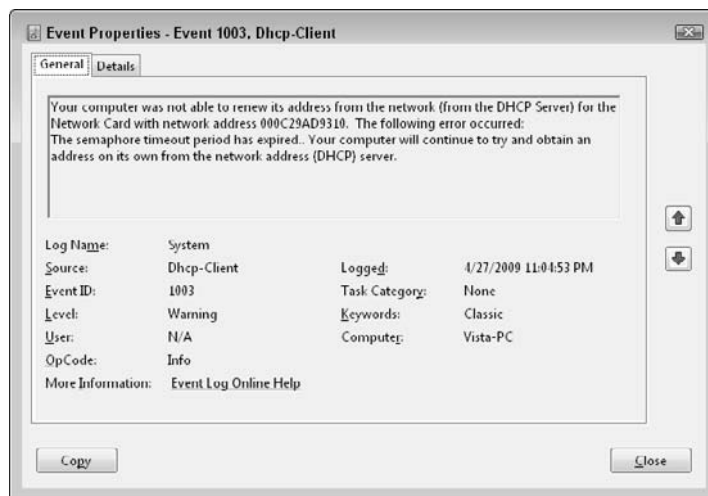 Event Properties - Event 1003, Dhcp-Client
General Details
Your computer was not able to renew its address from the network (from the DHCP Server) for the
Network Card with network address 000C29AD9310. The following error occurred:
The semaphore timeout period has expired.. Your computer will continue to try and obtain an
address on its own from the network address (DHCP) server.
Log Name: System
Source: Dhcp-Client Logged: 4/27/2009 11:04:53 PM
Event ID: 1003 Task Category: None
Level: Warning Keywords: Classic
User: N/A Computer: Vista-PC
OpCode: Info
More Information: Event Log Online Help
Copy Close